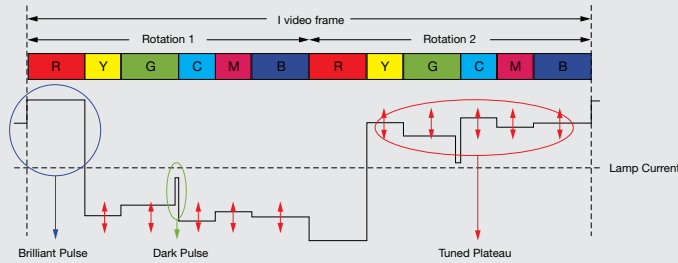 I video frame
Rotation 1 Rotation 2
R Y G C M B R Y G C M B
Lamp Current
Brilliant Pulse Dark Pulse Tuned Plateau